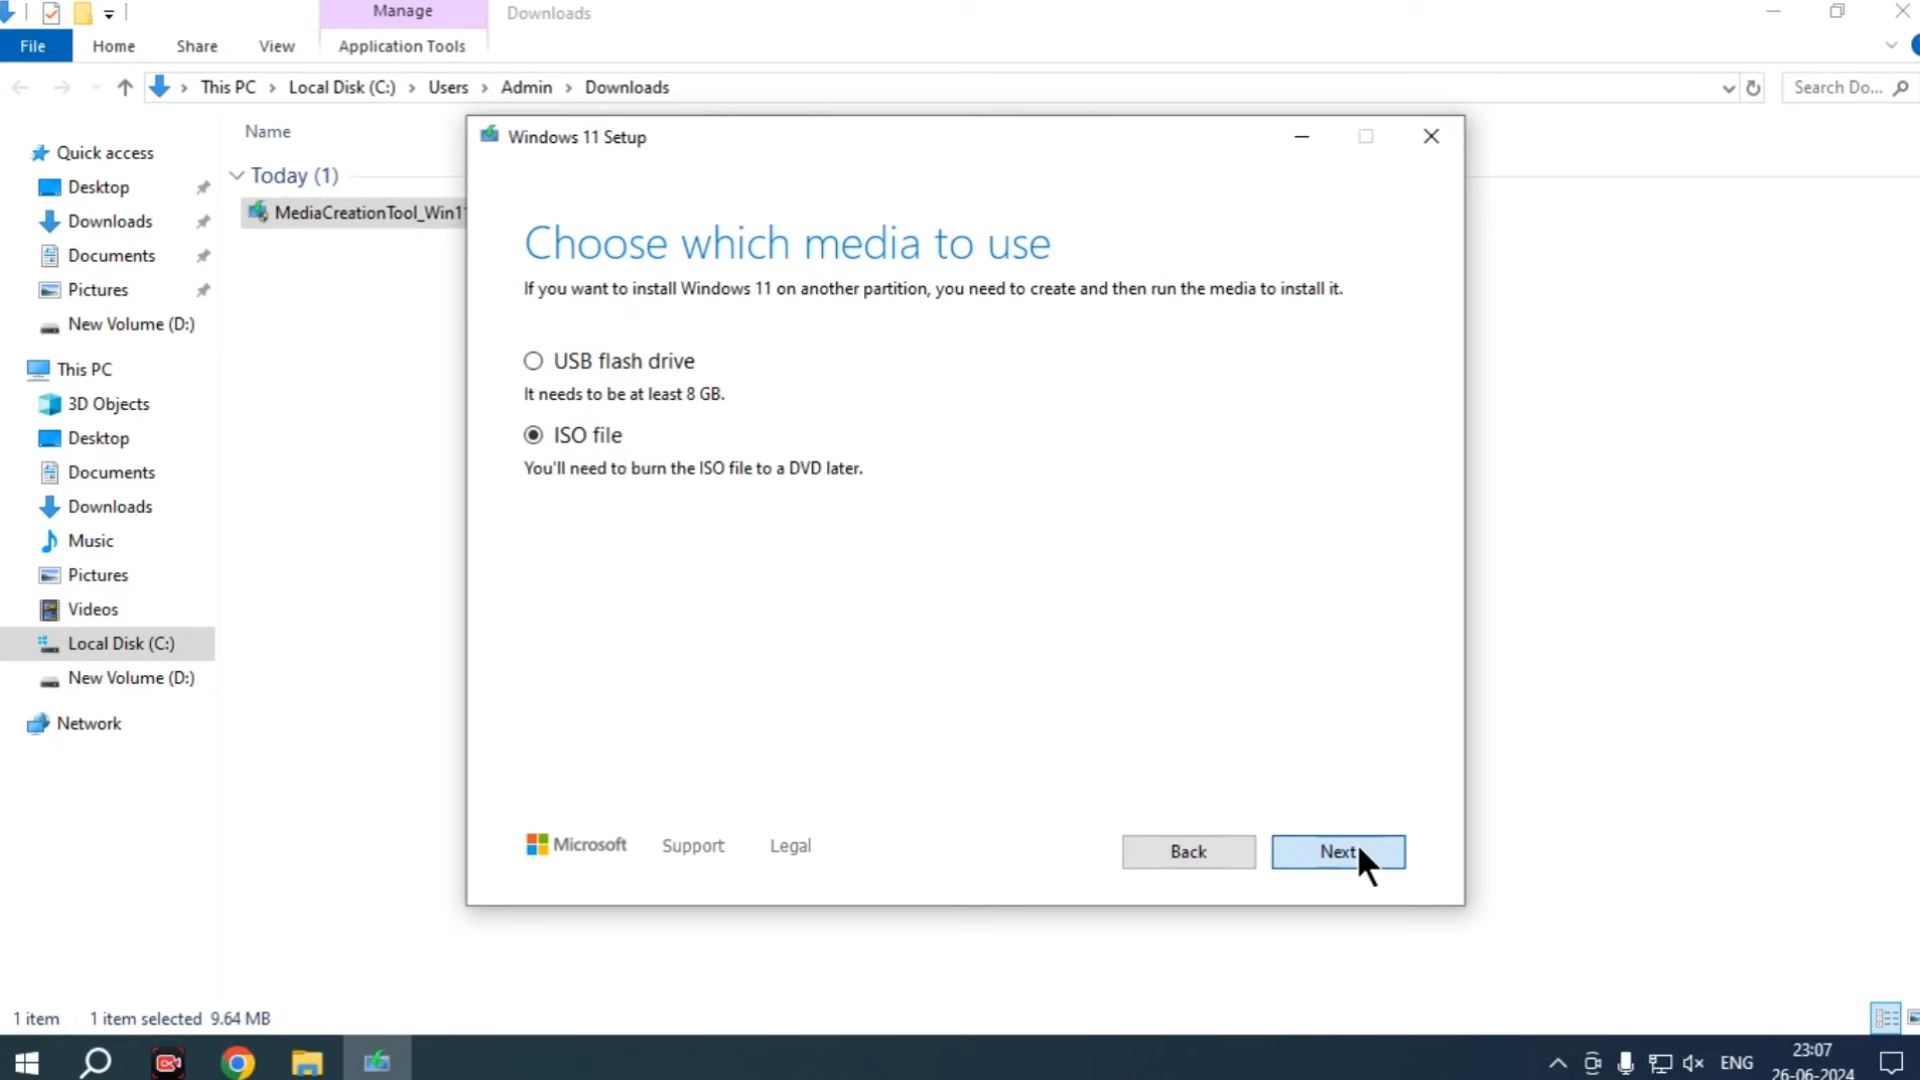 Manage
Downloads
File
Home
Share
View
Application Tools
This PC
Local Disk (C:)
Users
Admin
Downloads
Search Do...
Name
Today (1)
MediaCreationTool_Win1
Quick access
Desktop
Downloads
Documents
Pictures
New Volume (D:)
This PC
3D Objects
Desktop
Documents
Downloads
Music
Pictures
Videos
Local Disk (C:)
New Volume (D:)
Network
Windows 11 Setup
Choose which media to use
If you want to install Windows 11 on another partition, you need to create and then run the media to install it.
USB flash drive
It needs to be at least 8 GB.
ISO file
You'll need to burn the ISO file to a DVD later.
Microsoft
Support
Legal
Back
Next
1 item
1 item selected 9.64 MB
ENG
23:07
26-06-2024